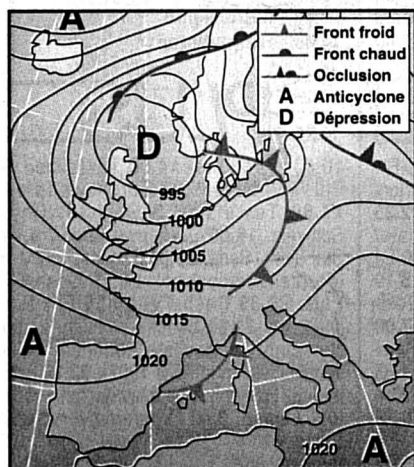 A
Front froid
Front chaud
Occlusion
A Anticyclone
D Dépression
D
995
1000
1005
1010
1015
A
1020
1020
A